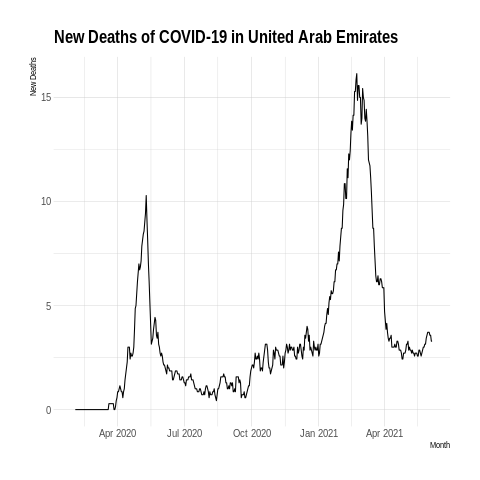 New Deaths of COVID-19 in United Arab Emirates
New Deaths
15
10
5
0
Apr 2020 Jul 2020 Oct 2020 Jan 2021 Apr 2021
Month